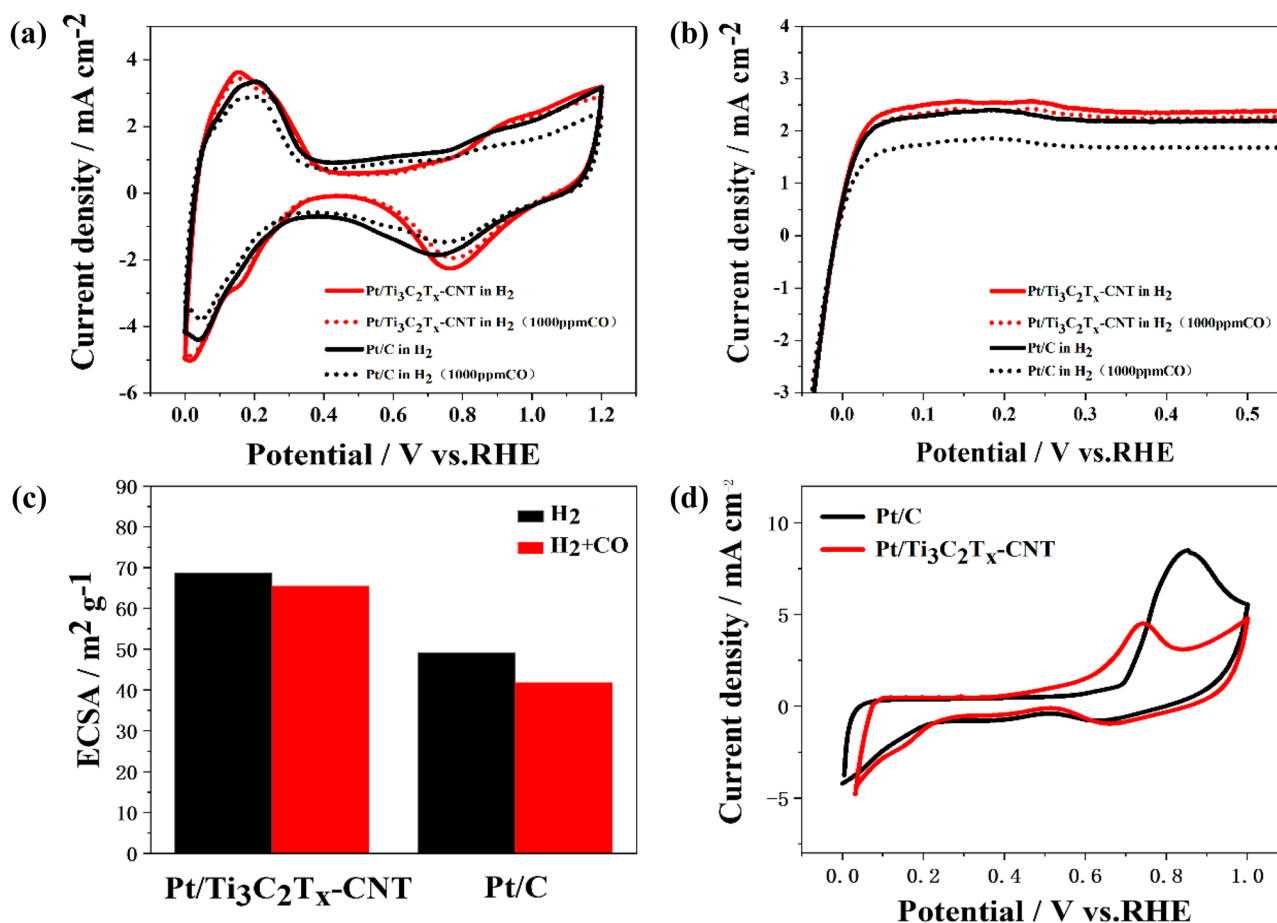 (a)
Current density / mA cm-2
6
4
2
0
-2
-4
-6
Pt/Ti3C2Tx-CNT in H2
Pt/Ti3C2Tx-CNT in H2（1000ppmCO）
Pt/C in H2
Pt/C in H2（1000ppmCO）
0.0 0.2 0.4 0.6 0.8 1.0 1.2
Potential / V vs.RHE
(b)
Current density / mA cm-2
4
3
2
1
0
-1
-2
-3
Pt/Ti3C2Tx-CNT in H2
Pt/Ti3C2Tx-CNT in H2（1000ppmCO）
Pt/C in H2
Pt/C in H2（1000ppmCO）
0.0 0.1 0.2 0.3 0.4 0.5
Potential / V vs.RHE
(c)
ECSA / m2 g-1
90
80
70
60
50
40
30
20
10
0
H2
H2+CO
Pt/Ti3C2Tx-CNT Pt/C
(d)
Current density / mA cm-2
10
5
0
-5
Pt/C
Pt/Ti3C2Tx-CNT
0.0 0.2 0.4 0.6 0.8 1.0
Potential / V vs.RHE